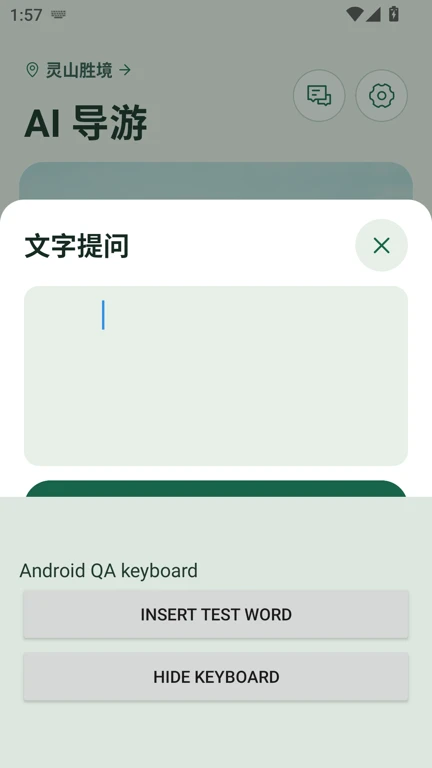 1:57
灵山胜境
AI 导游
文字提问
Android QA keyboard
INSERT TEST WORD
HIDE KEYBOARD